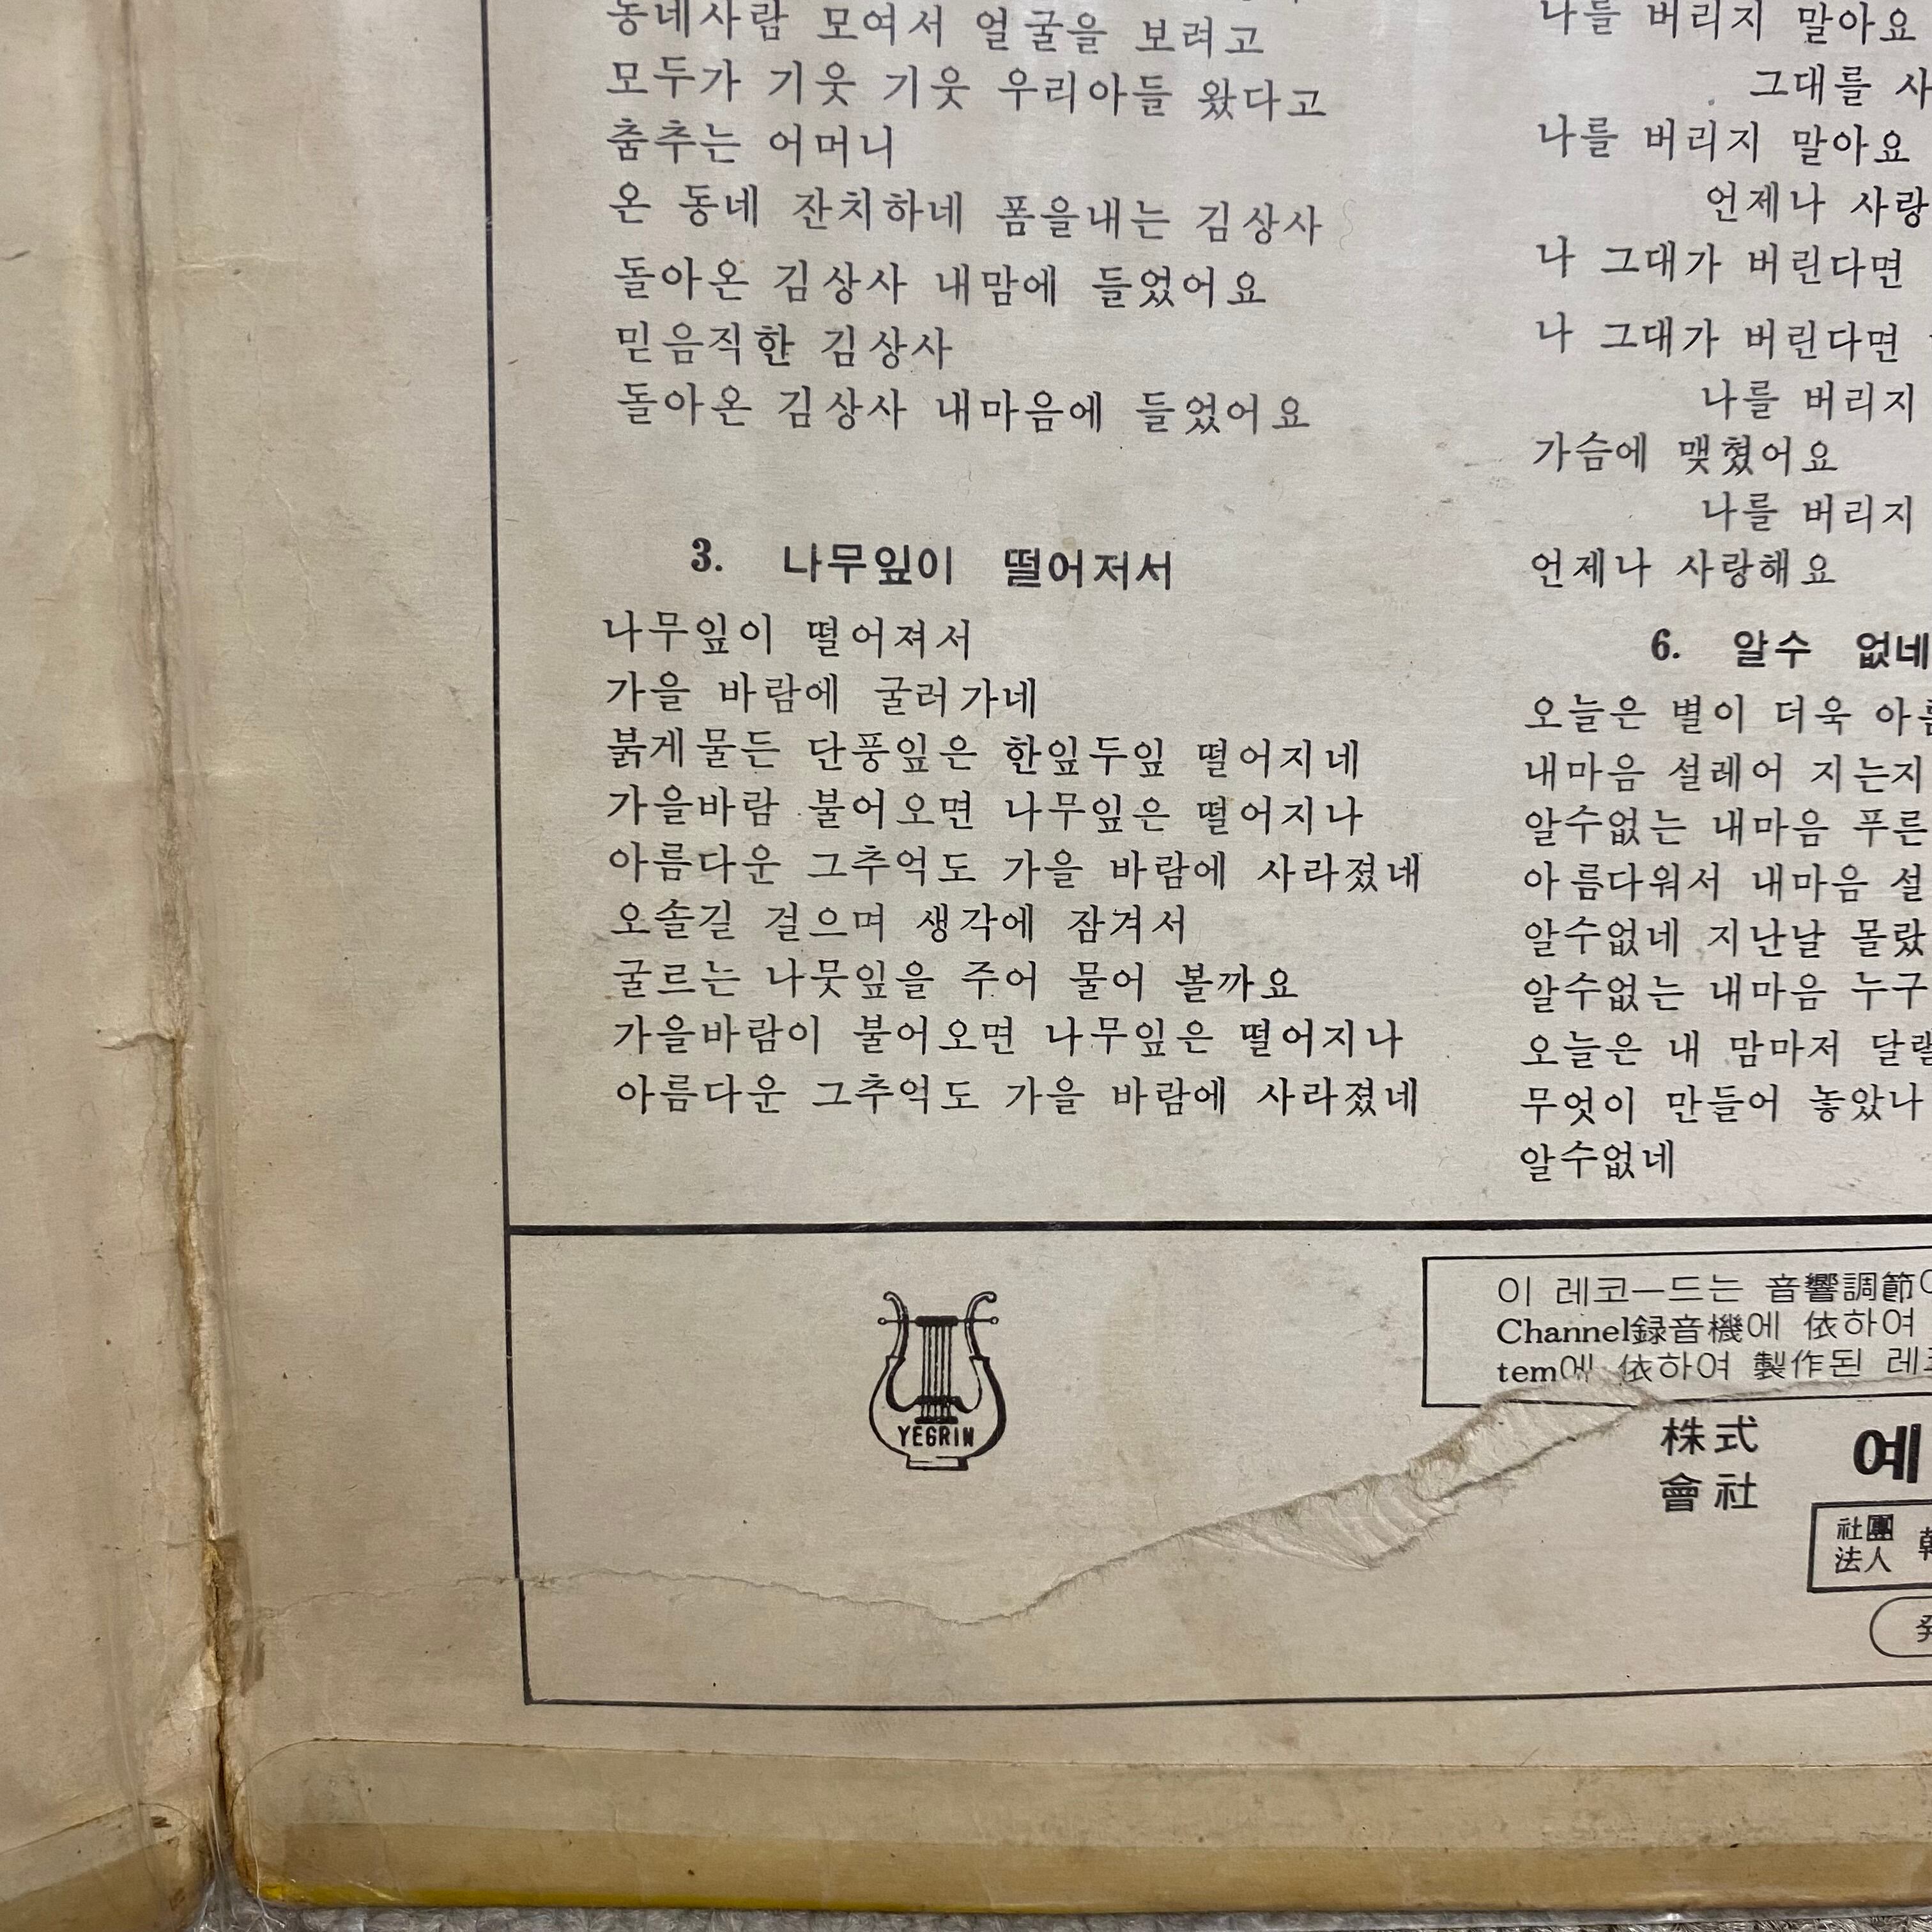 동네사람 모여서 얼굴을 보려고
모두가 기웃 기웃 우리아들 왔다고
춤추는 어머니
온 동네 잔치하네 폼을내는 김상사
돌아온 김상사 내맘에 들었어요
믿음직한 김상사
돌아온 김상사 내마음에 들었어요
3. 나무잎이 떨어저서
나무잎이 떨어져서
가을 바람에 굴러가네
붉게물든 단풍잎은 한잎두잎 떨어지네
가을바람 불어오면 나무잎은 떨어지나
아름다운 그추억도 가을 바람에 사라졌네
오솔길 걸으며 생각에 잠겨서
굴르는 나뭇잎을 주어 물어 볼까요
가을바람이 불어오면 나무잎은 떨어지나
아름다운 그추억도 가을 바람에 사라졌네
나를 버리지 말아요
그대를
나를 버리지 말아요
언제나 사랑
나 그대가 버린다면
나 그대가 버린다면
나를 버리지
가슴에 맺혔어요
나를 버리지
언제나 사랑해요
6. 알수 없네
오늘은 별이 더욱
내마음 설레어 지는지
알수없는 내마음 푸른
아름다워서 내마음 설
알수없네 지난날 몰랐
알수없는 내마음 누구
오늘은 내 맘마저
무엇이 만들어 놓았나
알수없네
YEGRIN
이 레코—드는 音響調節
Channel録音機에 依하여
tem에 依하여 製作된 레
株式
會社
예
社團
法人